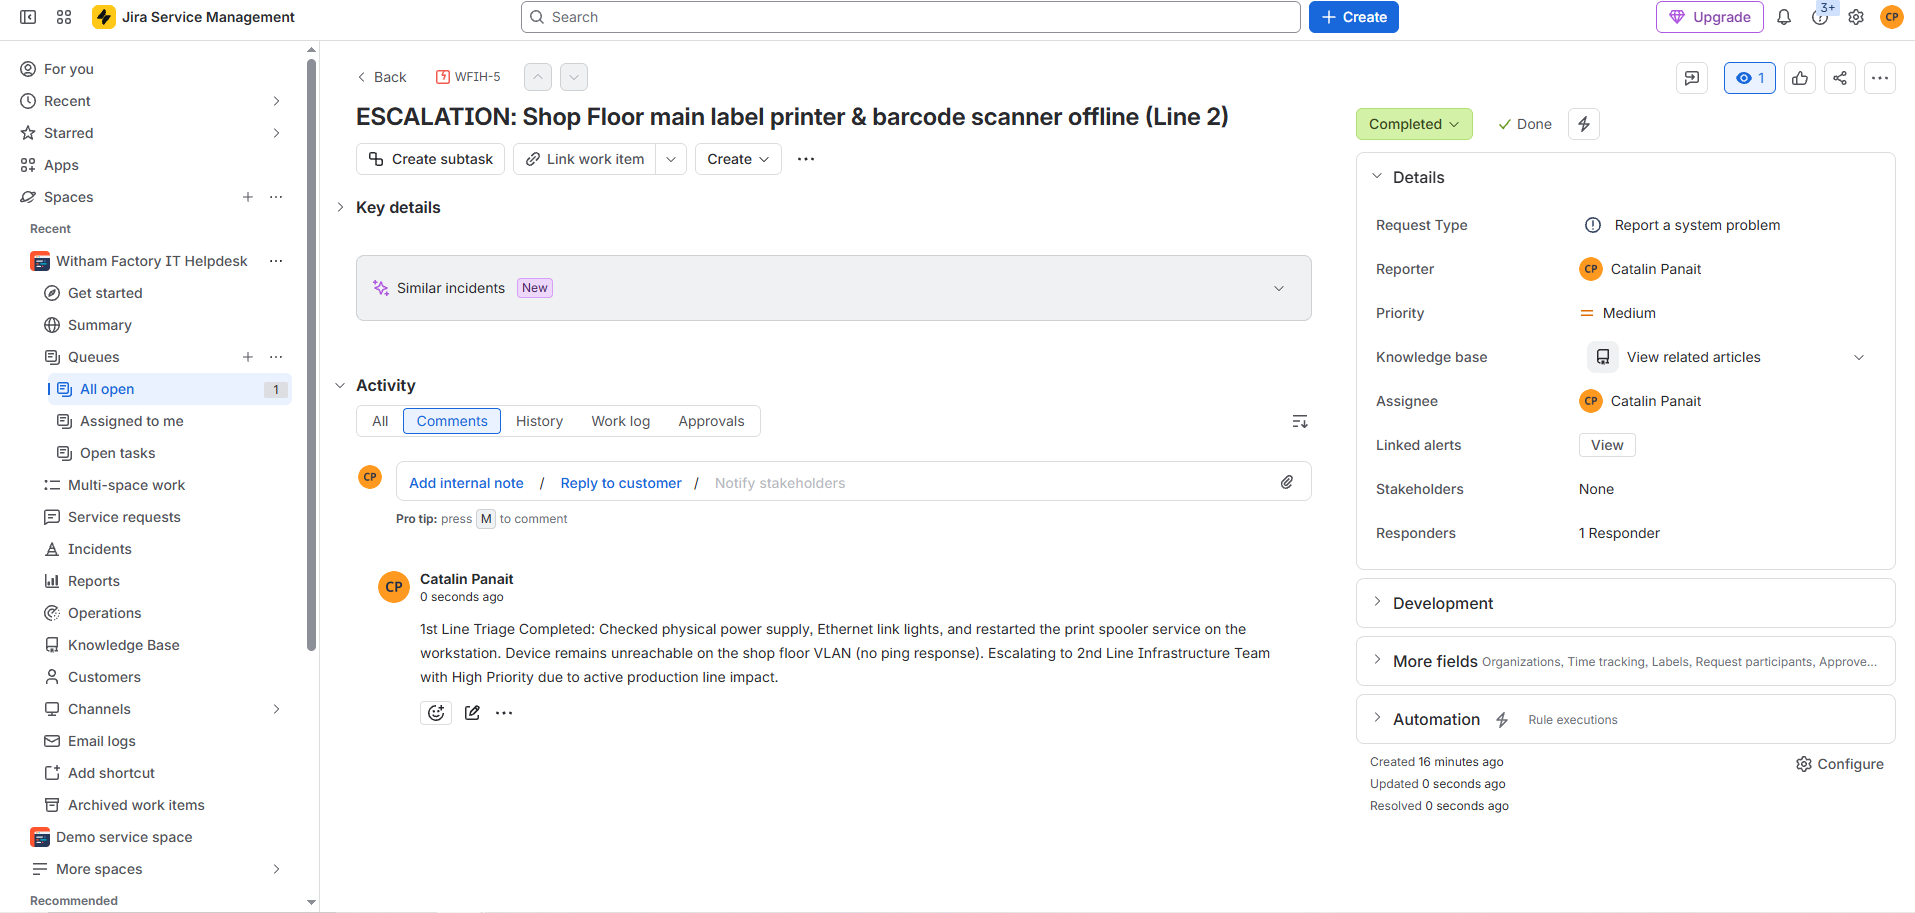 Jira Service Management
Search
Create
Upgrade
3+
CP
For you
Recent
Starred
Apps
Spaces
Recent
Witham Factory IT Helpdesk
Get started
Summary
Queues
All open 1
Assigned to me
Open tasks
Multi-space work
Service requests
Incidents
Reports
Operations
Knowledge Base
Customers
Channels
Email logs
Add shortcut
Archived work items
Demo service space
More spaces
Recommended
Back WFIH-5
ESCALATION: Shop Floor main label printer & barcode scanner offline (Line 2)
Create subtask Link work item Create
Key details
Similar incidents New
Activity
All Comments History Work log Approvals
CP Add internal note / Reply to customer / Notify stakeholders
Pro tip: press M to comment
CP Catalin Panait
0 seconds ago
1st Line Triage Completed: Checked physical power supply, Ethernet link lights, and restarted the print spooler service on the
workstation. Device remains unreachable on the shop floor VLAN (no ping response). Escalating to 2nd Line Infrastructure Team
with High Priority due to active production line impact.
1
Completed Done
Details
Request Type Report a system problem
Reporter CP Catalin Panait
Priority Medium
Knowledge base View related articles
Assignee CP Catalin Panait
Linked alerts View
Stakeholders None
Responders 1 Responder
Development
More fields Organizations, Time tracking, Labels, Request participants, Approve...
Automation Rule executions
Created 16 minutes ago Configure
Updated 0 seconds ago
Resolved 0 seconds ago